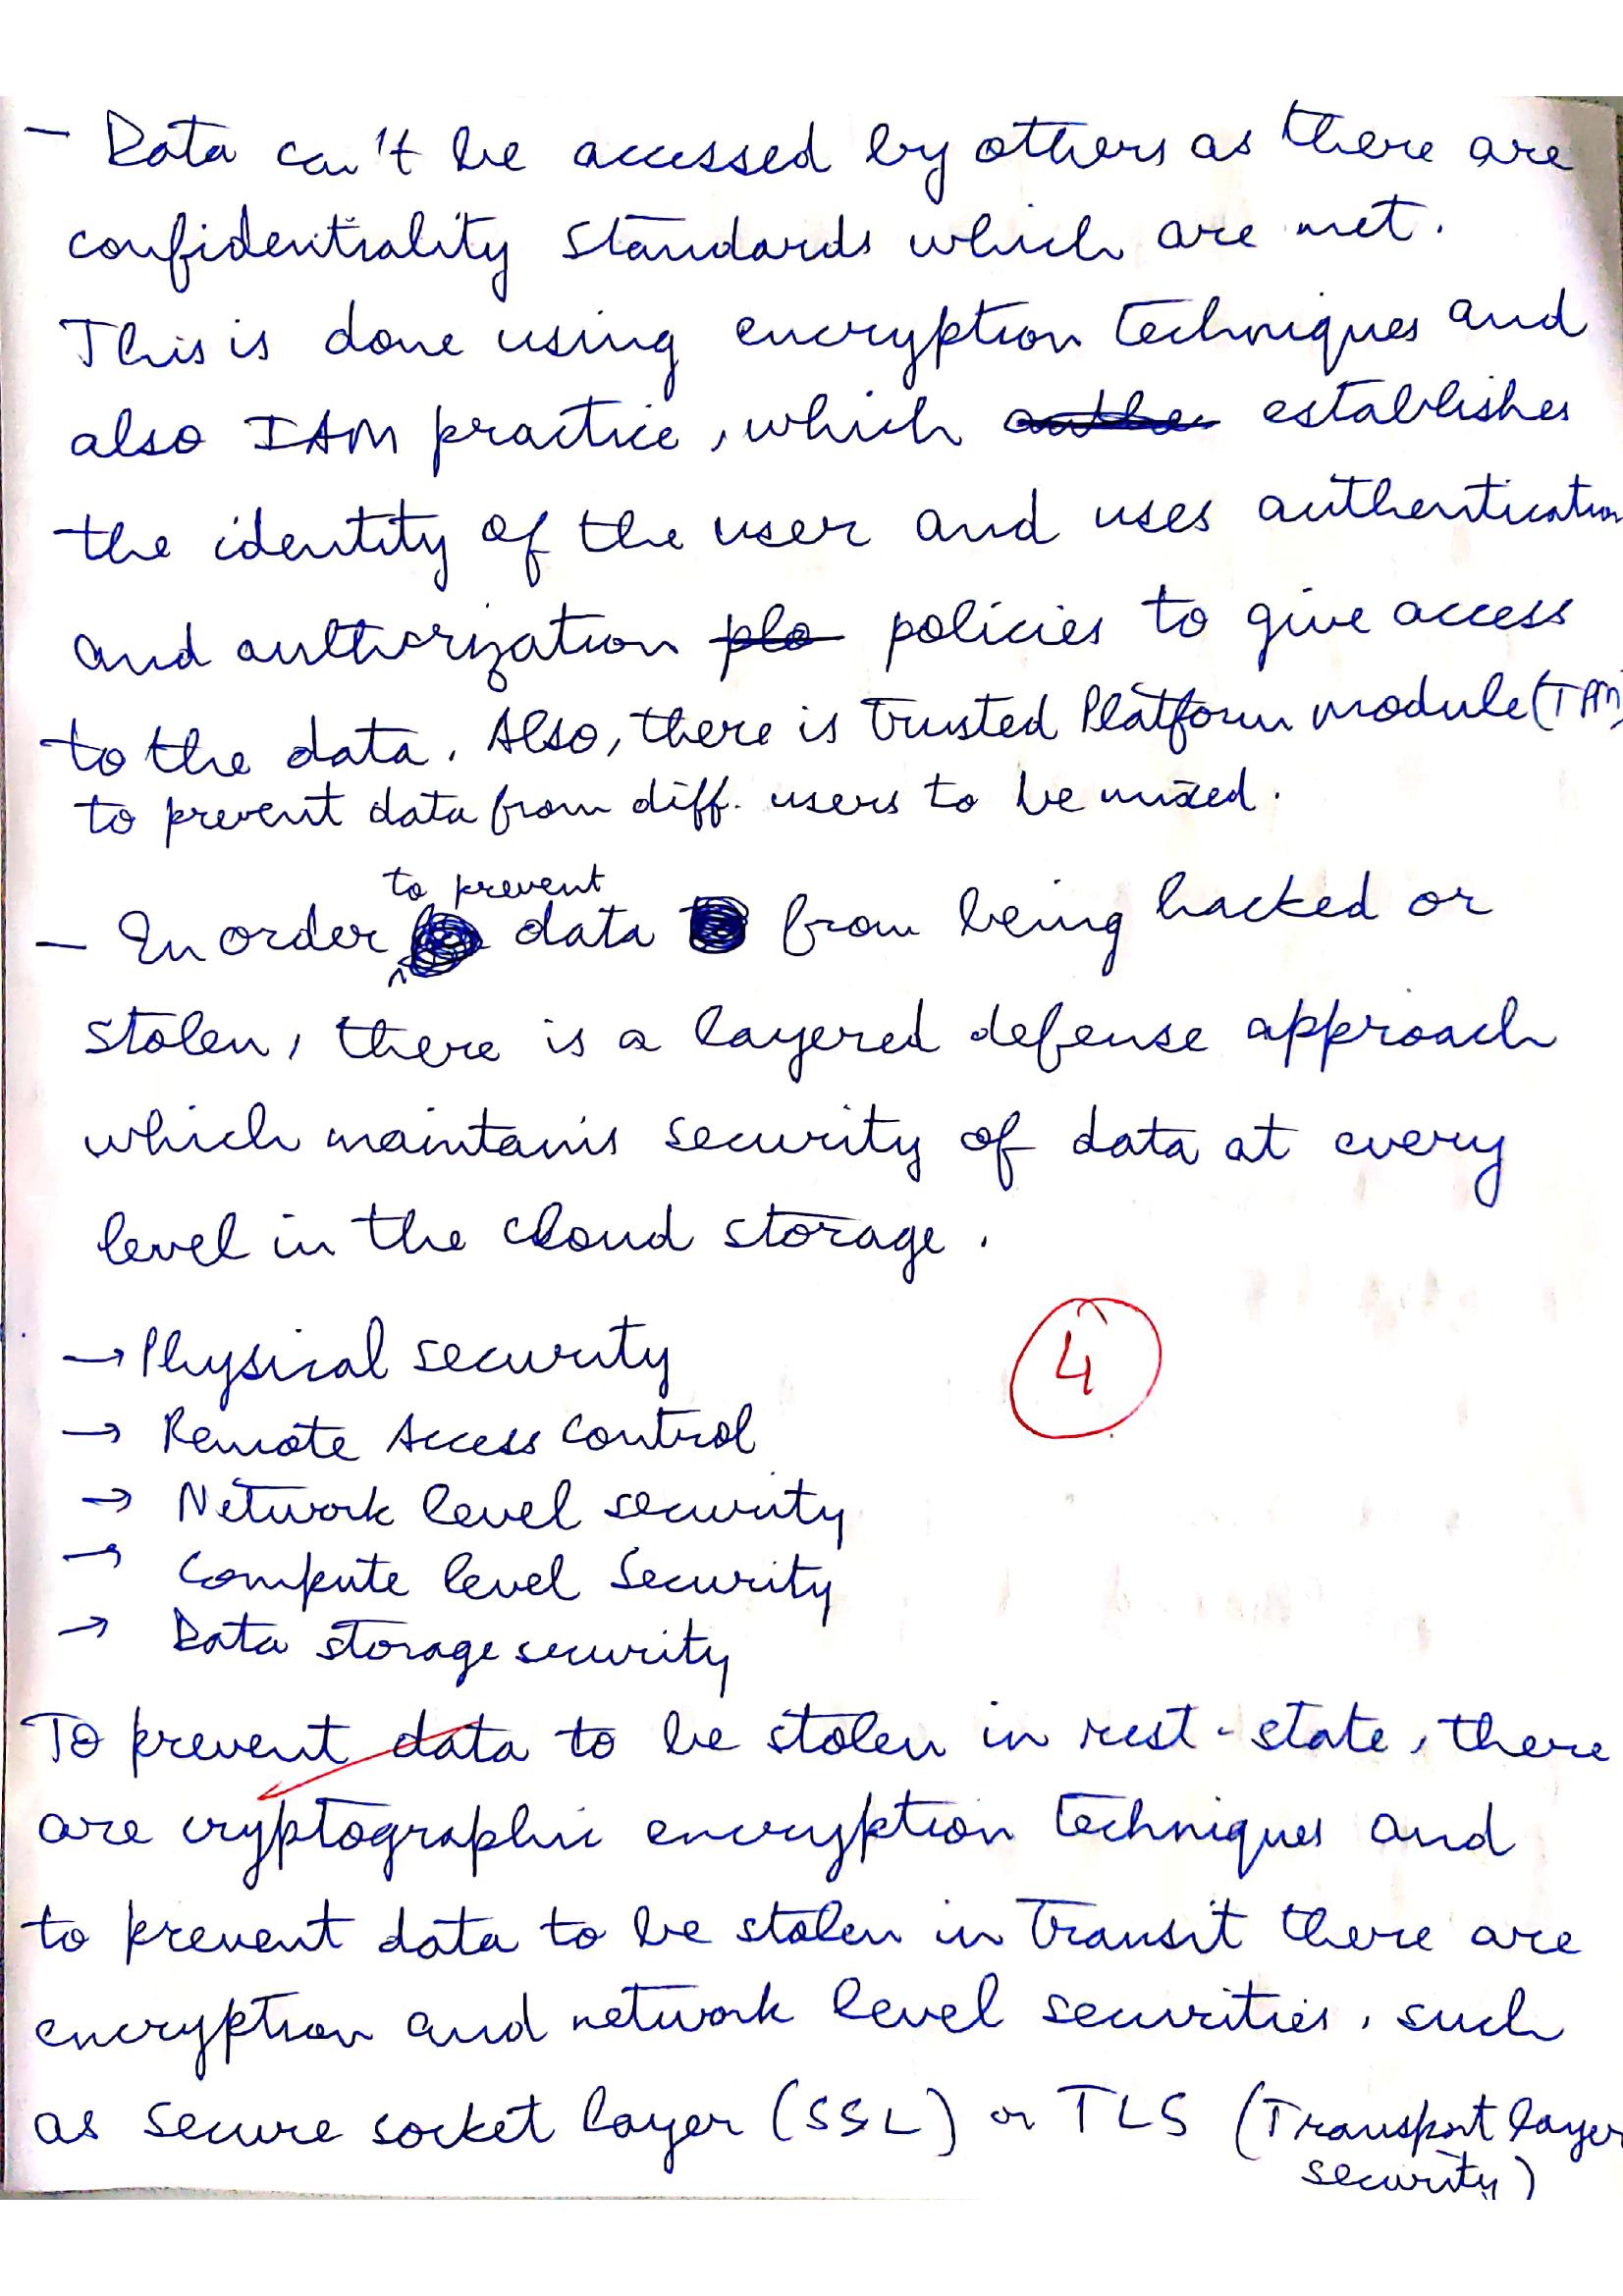 - Data can't be accessed by others as there are
confidentiality standards which are met.
This is done using encryption techniques and
also IAM practice, which establishes
the identity of the user and uses authentication
and authorization plo policies to give access
to the data. Also, there is Trusted Platform Module (TPM)
to prevent data from diff. users to be mixed.
to prevent
- In order data from being hacked or
stolen, there is a layered defense approach
which maintains security of data at every
level in the cloud storage.
→ Physical security
4
→ Remote Access Control
→ Network level security
→ Compute level Security
→ Data storage security
To prevent data to be stolen in rest-state, there
are cryptographic encryption techniques and
to prevent data to be stolen in transit there are
encryption and network level securities, such
as secure socket layer (SSL) or TLS (Transport layer
security)